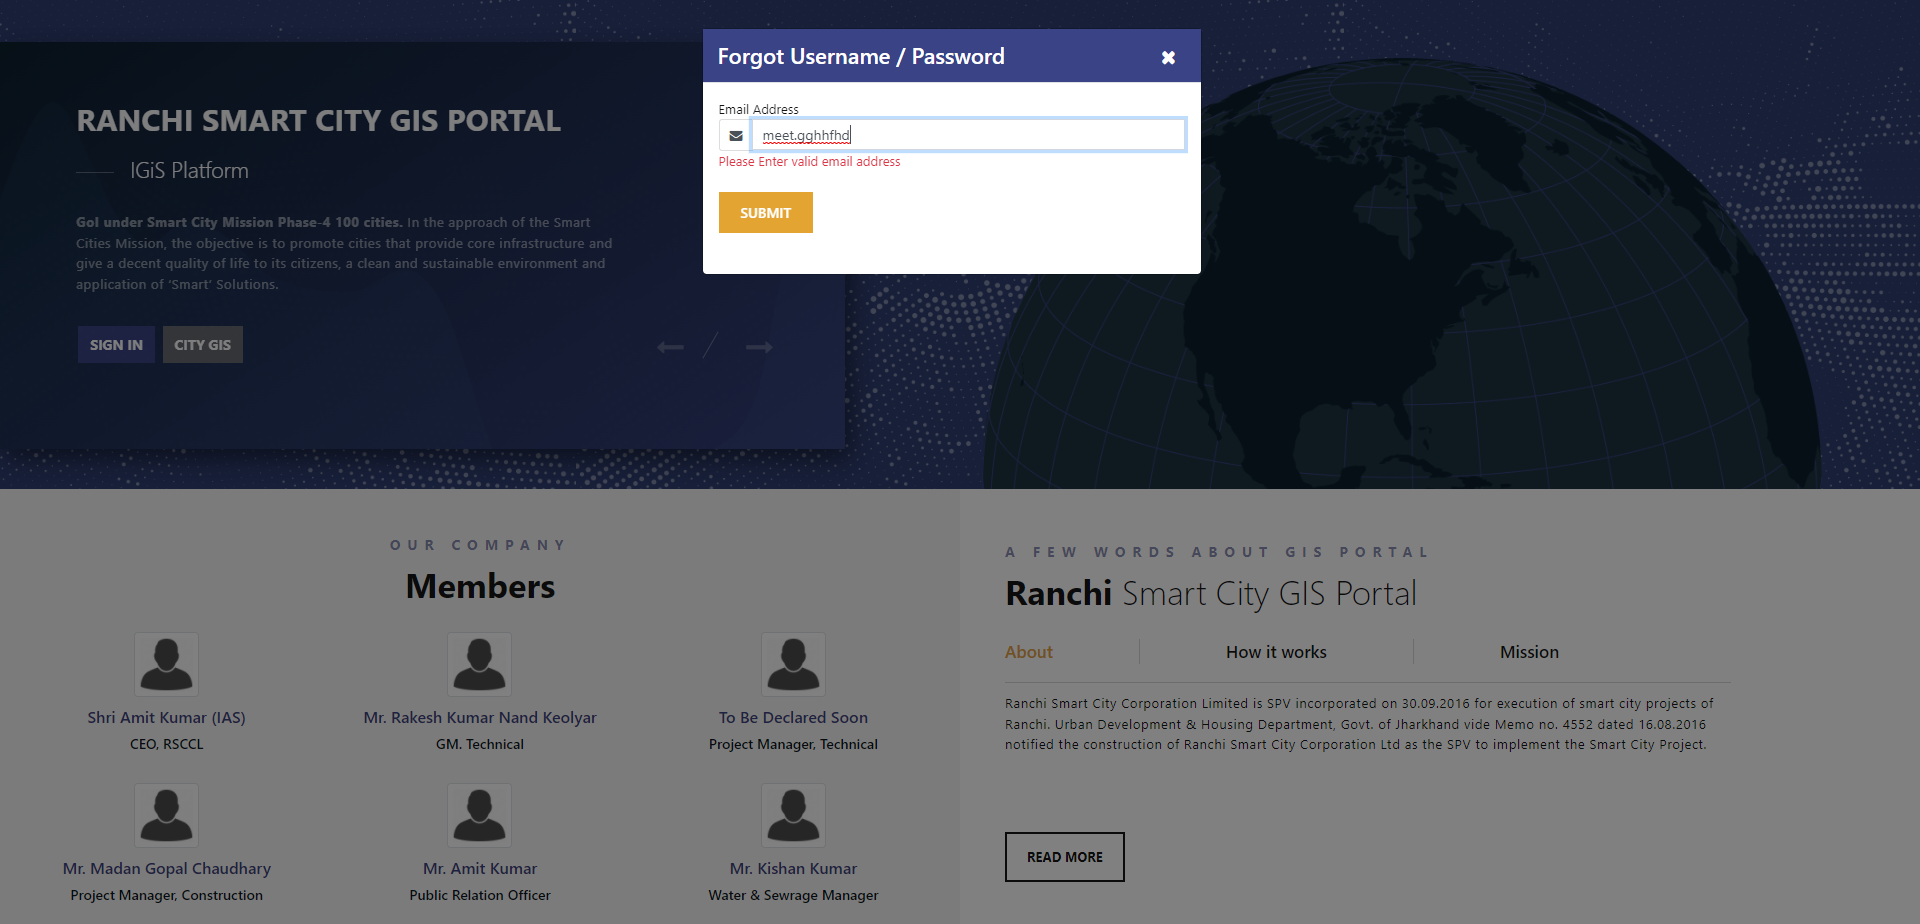 Forgot Username / Password
Email Address
meet.gghhfhd
Please Enter valid email address
SUBMIT
RANCHI SMART CITY GIS PORTAL
IGiS Platform
GoI under Smart City Mission Phase-4 100 cities. In the approach of the Smart
Cities Mission, the objective is to promote cities that provide core infrastructure and
give a decent quality of life to its citizens, a clean and sustainable environment and
application of ‘Smart’ Solutions.
SIGN IN CITY GIS
OUR COMPANY
Members
Shri Amit Kumar (IAS)
CEO, RSCCL
Mr. Rakesh Kumar Nand Keolyar
GM. Technical
To Be Declared Soon
Project Manager, Technical
Mr. Madan Gopal Chaudhary
Project Manager, Construction
Mr. Amit Kumar
Public Relation Officer
Mr. Kishan Kumar
Water & Sewrage Manager
A FEW WORDS ABOUT GIS PORTAL
Ranchi Smart City GIS Portal
About How it works Mission
Ranchi Smart City Corporation Limited is SPV incorporated on 30.09.2016 for execution of smart city projects of
Ranchi. Urban Development & Housing Department, Govt. of Jharkhand vide Memo no. 4552 dated 16.08.2016
notified the construction of Ranchi Smart City Corporation Ltd as the SPV to implement the Smart City Project.
READ MORE